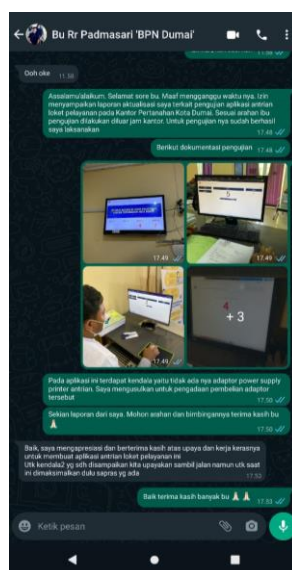 Bu Rr Padmasari 'BPN Dumai'
Ooh oke 11.58
Assalamu'alaikum. Selamat sore bu. Maaf
mengganggu waktu nya. Izin
menyampaikan laporan aktualisasi saya terkait pengujian aplikasi antrian
loket pelayanan pada Kantor Pertanahan Kota Dumai. Sesuai arahan ibu
pengujian dilakukan diluar jam kantor. Untuk pengujian nya sudah berhasil
saya laksanakan 17.48
Berikut dokumentasi pengujian 17.48
17.49
5
17.49
17.49
4
+ 3
17.49
Pada aplikasi ini terdapat kendala yaitu tidak ada nya adaptor power supply
printer antrian. Saya mengusulkan untuk pengadaan pembelian adaptor
tersebut 17.50
Sekian laporan dari saya. Mohon arahan dan bimbingannya terima kasih bu
🙏 17.50
Baik, saya mengapresiasi dan berterima kasih atas upaya dan kerja kerasnya
untuk membuat aplikasi antrian loket pelayanan ini
Utk kendala2 yg sdh disampaikan kita upayakan sambil jalan namun utk saat
ini dimaksimalkan dulu sapras yg ada 17.50
Baik terima kasih banyak bu 🙏 🙏 17.33
Ketik pesan